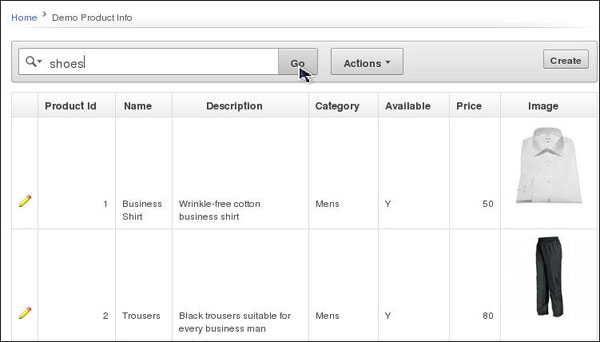 Home > Demo Product Info
shoes Go Actions Create
Product Id Name Description Category Available Price Image
1 Business Shirt Wrinkle-free cotton business shirt Mens Y 50
2 Trousers Black trousers suitable for every business man Mens Y 80